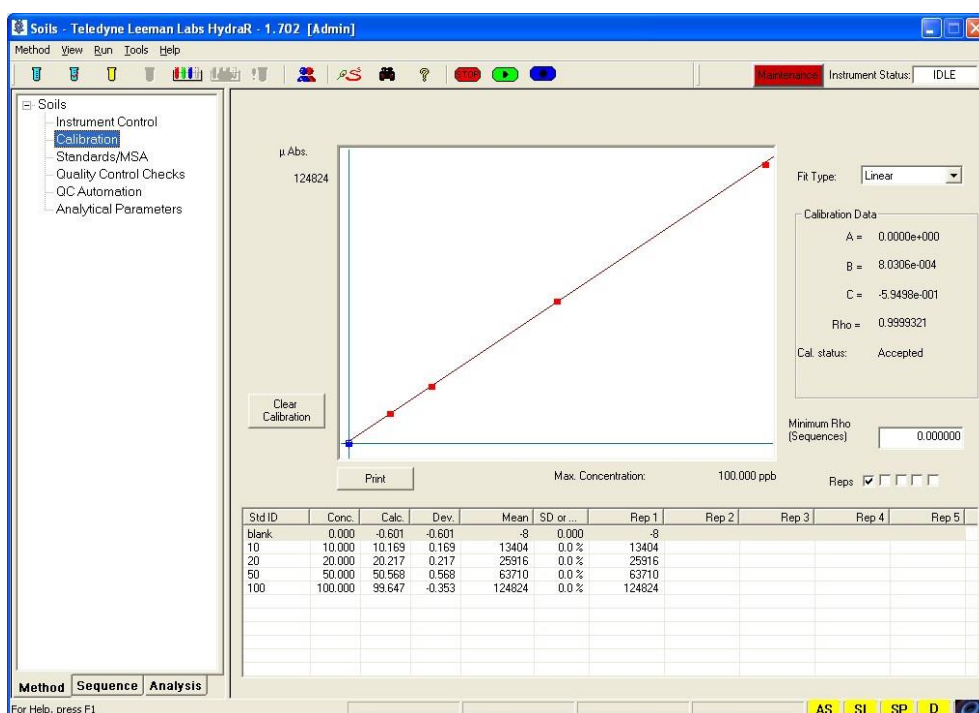 Soils - Teledyne Leeman Labs HydraR - 1.702 [Admin]
Method View Run Tools Help
STOP
Maintenance Instrument Status: IDLE
Soils
Instrument Control
Calibration
Standards/MSA
Quality Control Checks
QC Automation
Analytical Parameters
µ Abs.
124824
Fit Type: Linear
Calibration Data
A = 0.0000e+000
B = 8.0306e-004
C = -5.9498e-001
Rho = 0.9999321
Cal. status: Accepted
Clear
Calibration
Minimum Rho
(Sequences) 0.000000
Print Max. Concentration: 100.000 ppb Reps
Std ID Conc. Calc. Dev. Mean SD or ... Rep 1 Rep 2 Rep 3 Rep 4 Rep 5
blank 0.000 -0.601 -0.601 -8 0.000 -8
10 10.000 10.169 0.169 13404 0.0 % 13404
20 20.000 20.217 0.217 25916 0.0 % 25916
50 50.000 50.568 0.568 63710 0.0 % 63710
100 100.000 99.647 -0.353 124824 0.0 % 124824
Method Sequence Analysis
For Help, press F1
AS SI SP D